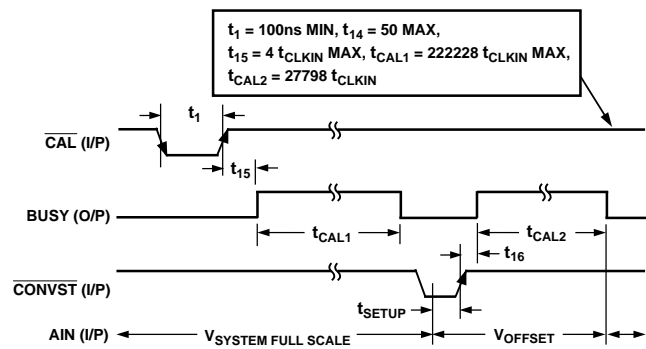 t1 = 100ns MIN, t14 = 50 MAX,
t15 = 4 tCLKIN MAX, tCAL1 = 222228 tCLKIN MAX,
tCAL2 = 27798 tCLKIN
t1
CAL (I/P)
t15
BUSY (O/P)
tCAL1
tCAL2
t16
CONVST (I/P)
tSETUP
AIN (I/P)
VSYSTEM FULL SCALE
VOFFSET